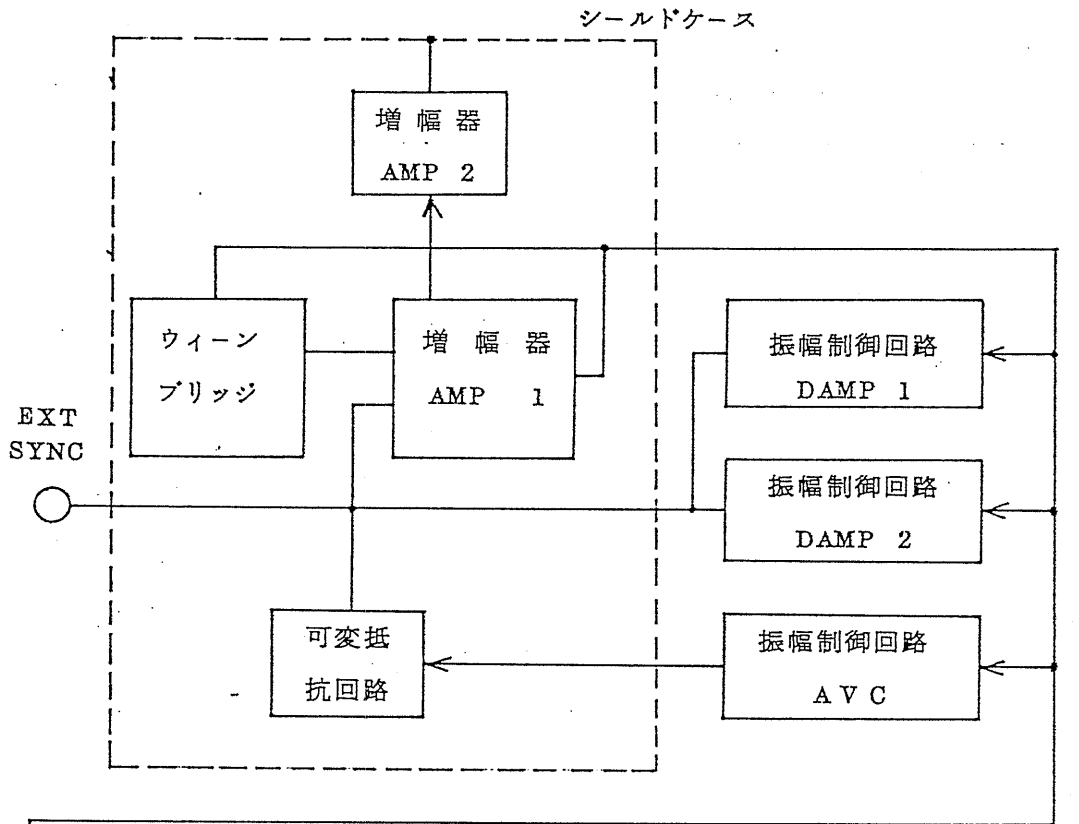 シールドケース
増幅器
AMP 2
ウィーン
ブリッジ
増幅器
AMP 1
振幅制御回路
DAMP 1
EXT
SYNC
振幅制御回路
DAMP 2
可変抵
抗回路
振幅制御回路
AVC